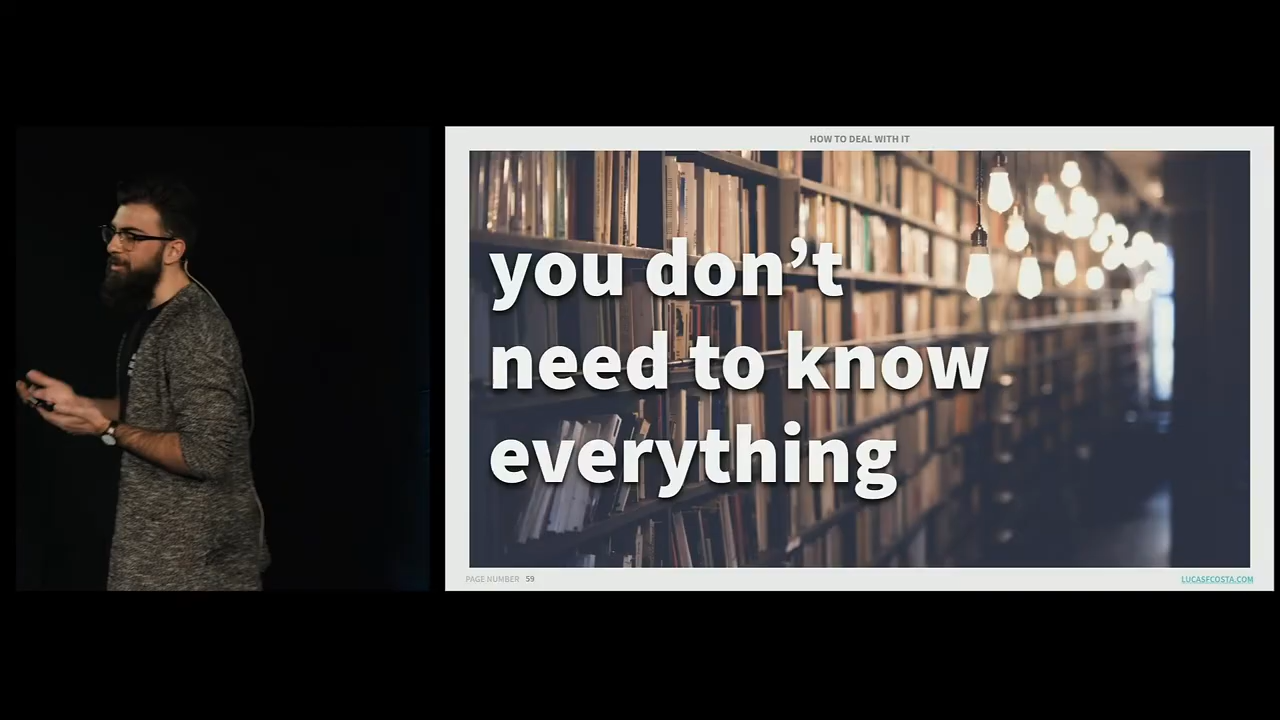 HOW TO DEAL WITH IT
you don’t
need to know
everything
PAGE NUMBER 59
LUCASFCOSTA.COM